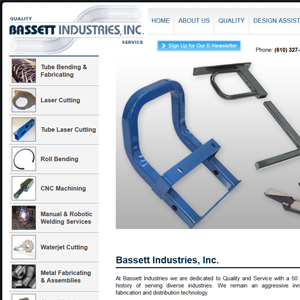 QUALITY
BASSETT INDUSTRIES, INC.
SERVICE
HOME
ABOUT US
QUALITY
DESIGN ASSIST
Sign Up for Our E-Newsletter
Phone: (610) 327-
Tube Bending &
Fabricating
Laser Cutting
Tube Laser Cutting
Roll Bending
CNC Machining
Manual & Robotic
Welding Services
Waterjet Cutting
Metal Fabricating
& Assemblies
Bassett Industries, Inc.
At Bassett Industries we are dedicated to Quality and Service with a 50
history of serving diverse industries. We remain an aggressive
fabrication and distribution technology.